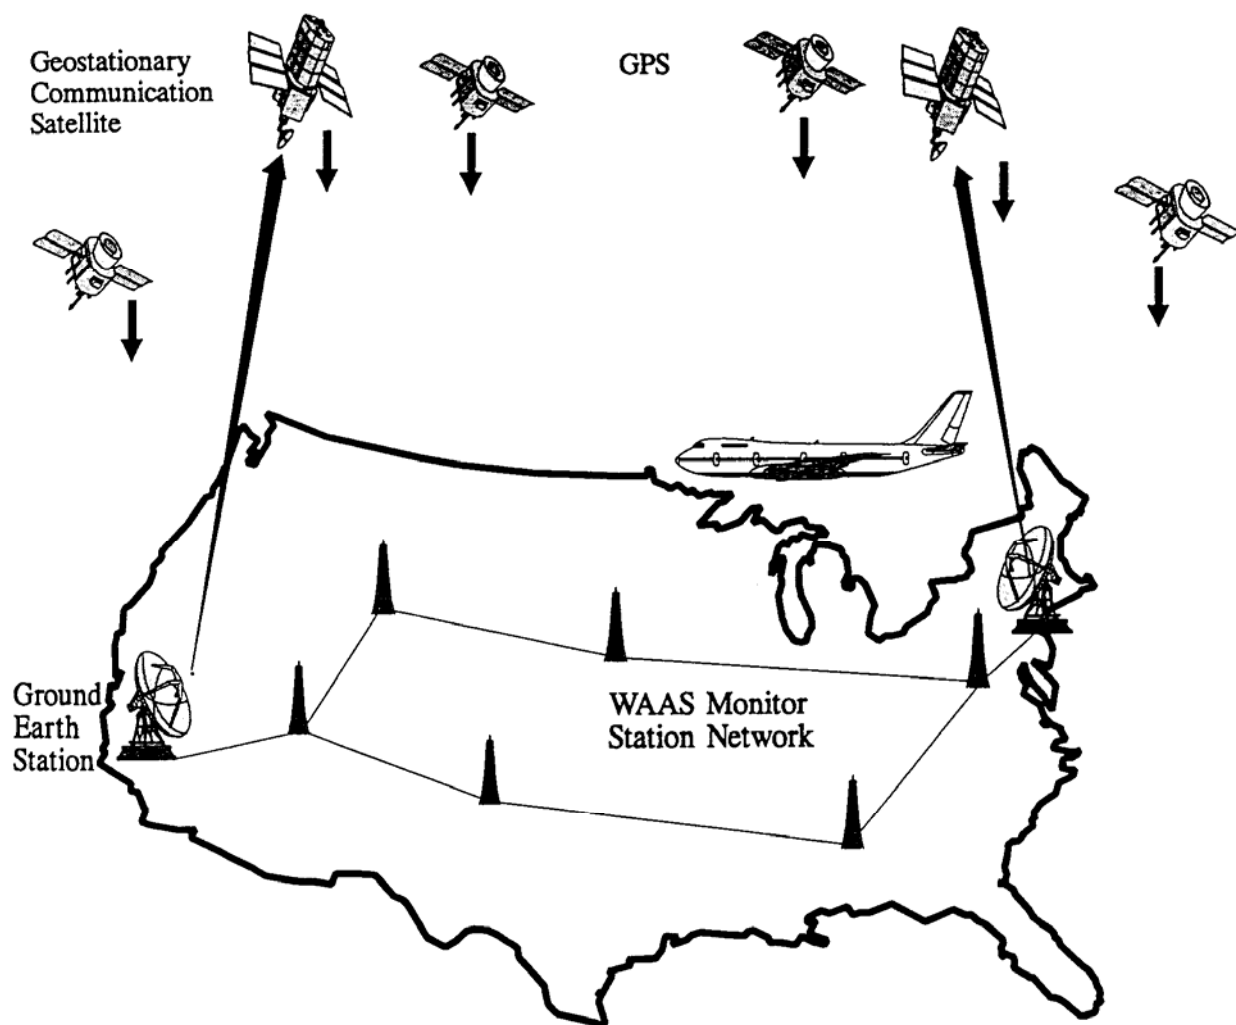 Geostationary
Communication
Satellite
GPS
Ground
Earth
Station
WAAS Monitor
Station Network